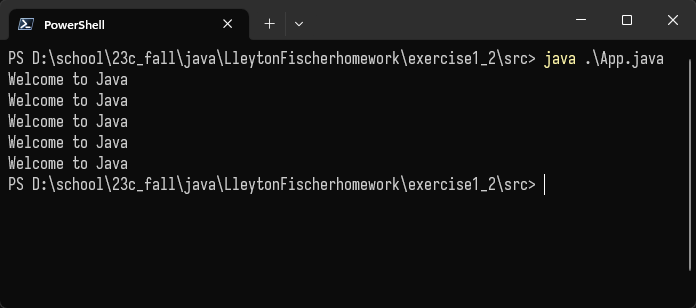 PowerShell
PS D:\school\23c_fall\java\LleytonFischerhomework\exercise1_2\src> java .\App.java
Welcome to Java
Welcome to Java
Welcome to Java
Welcome to Java
Welcome to Java
PS D:\school\23c_fall\java\LleytonFischerhomework\exercise1_2\src>